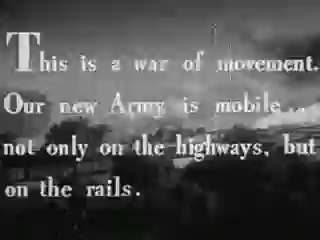 This is a war of movement.
Our new Army is mobile...
not only on the highways, but
on the rails.